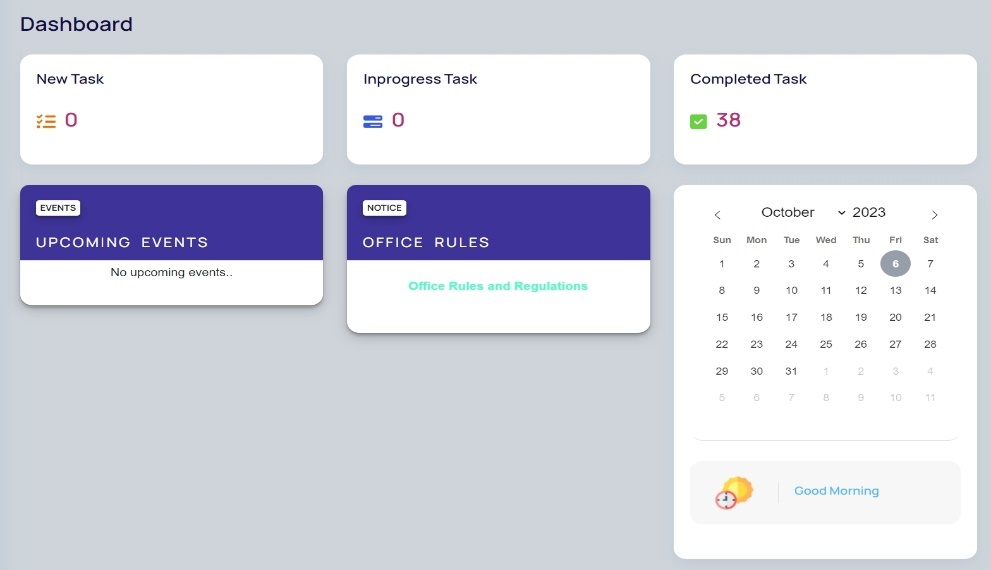 Dashboard
New Task
0
Inprogress Task
0
Completed Task
38
EVENTS
UPCOMING EVENTS
No upcoming events..
NOTICE
OFFICE RULES
Office Rules and Regulations
October 2023
Sun Mon Tue Wed Thu Fri Sat
1 2 3 4 5 6 7
8 9 10 11 12 13 14
15 16 17 18 19 20 21
22 23 24 25 26 27 28
29 30 31 1 2 3 4
5 6 7 8 9 10 11
Good Morning